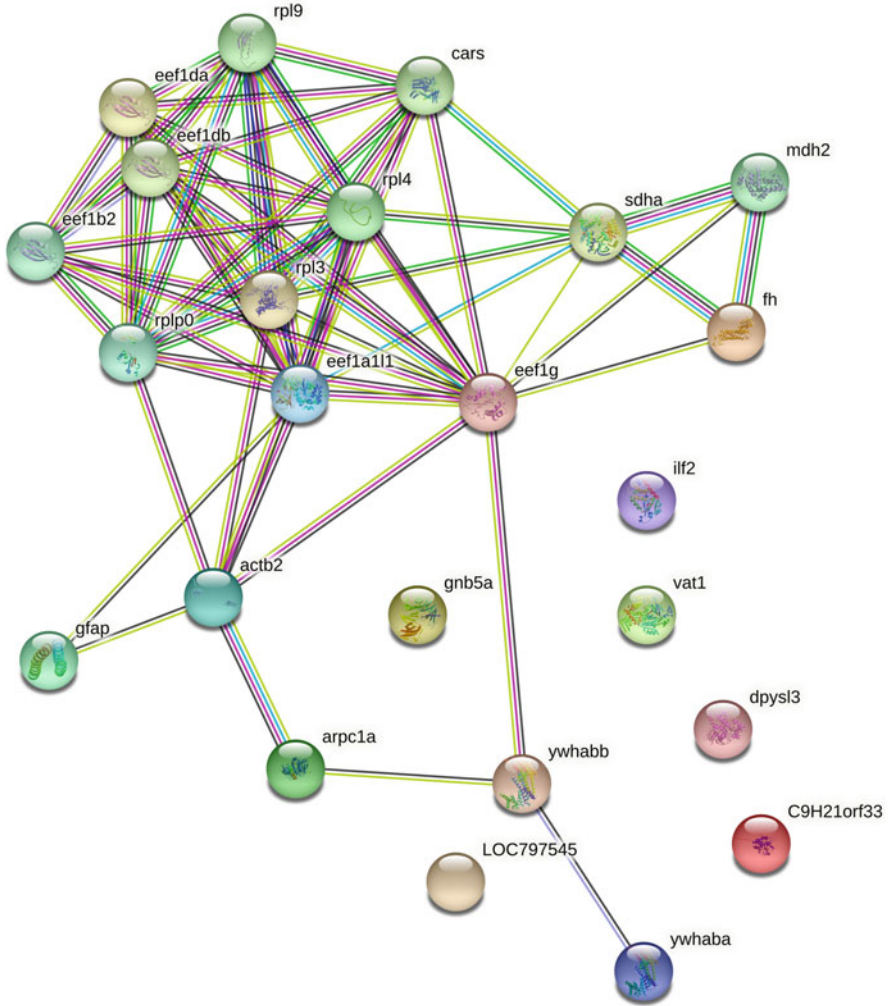 rpl9
cars
eef1da
eef1db
mdh2
rpl4
sdha
eef1b2
rpl3
fh
rplp0
eef1a1l1
eef1g
ilf2
actb2
gnb5a
vat1
gfap
dpysl3
arpc1a
ywhabb
C9H21orf33
LOC797545
ywhaba